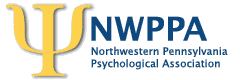 ψ NWPPA
Northwestern Pennsylvania
Psychological Association